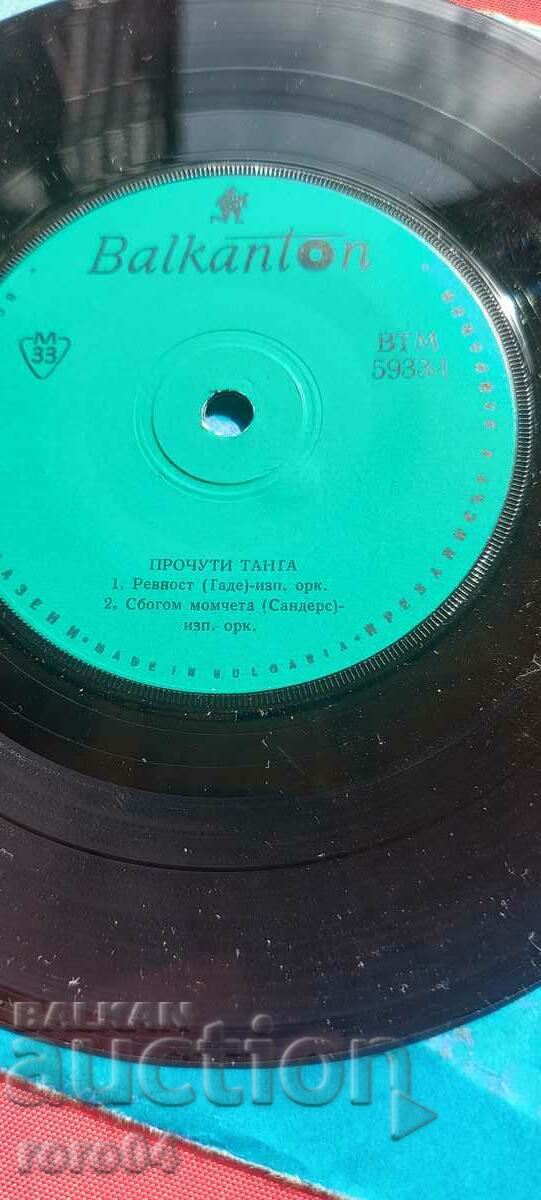 Balkanton
М
33
ВТМ
5933-I
ПРОЧУТИ ТАНГА
1. Ревност (Гаде)-изп. орк.
2. Сбогом момчета (Сандерс)-
изп. орк.
MADE IN BULGARIA
BALKAN
auction
roro04